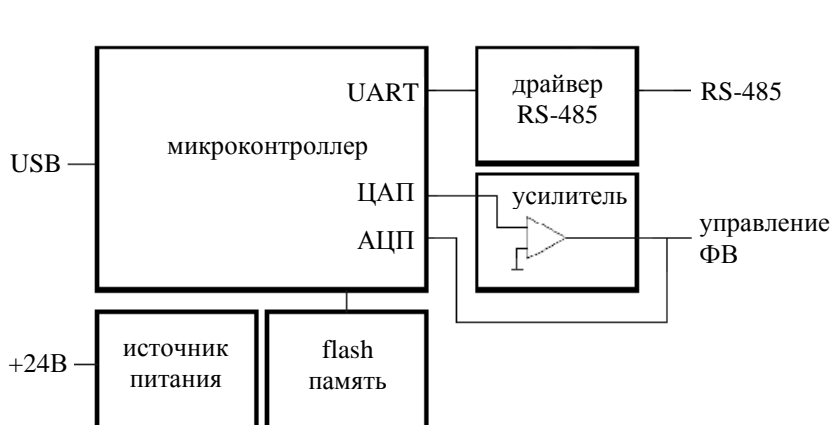 UART
драйвер
RS-485
RS-485
микроконтроллер
USB
ЦАП
усилитель
АЦП
управление
ФВ
+24В
источник
питания
flash
память